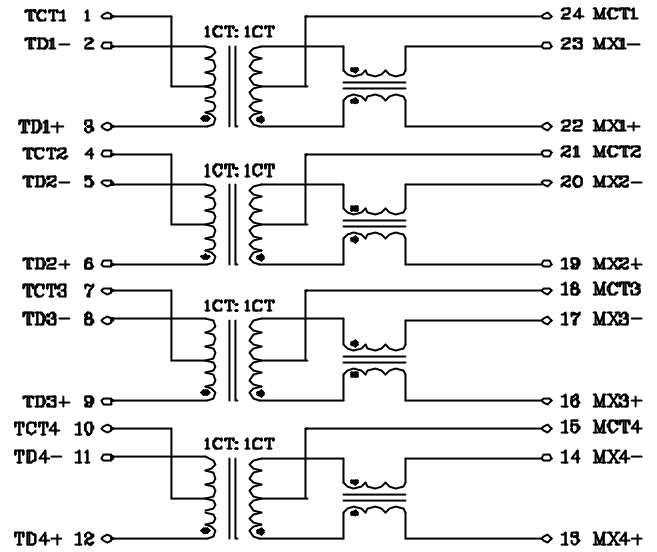 TCT1 1 24 MCT1
1CT: 1CT
TD1- 2 23 MX1-
TD1+ 3 22 MX1+
TCT2 4 21 MCT2
1CT: 1CT
TD2- 5 20 MX2-
TD2+ 6 19 MX2+
TCT3 7 18 MCT3
1CT: 1CT
TD3- 8 17 MX3-
TD3+ 9 16 MX3+
TCT4 10 15 MCT4
1CT: 1CT
TD4- 11 14 MX4-
TD4+ 12 13 MX4+